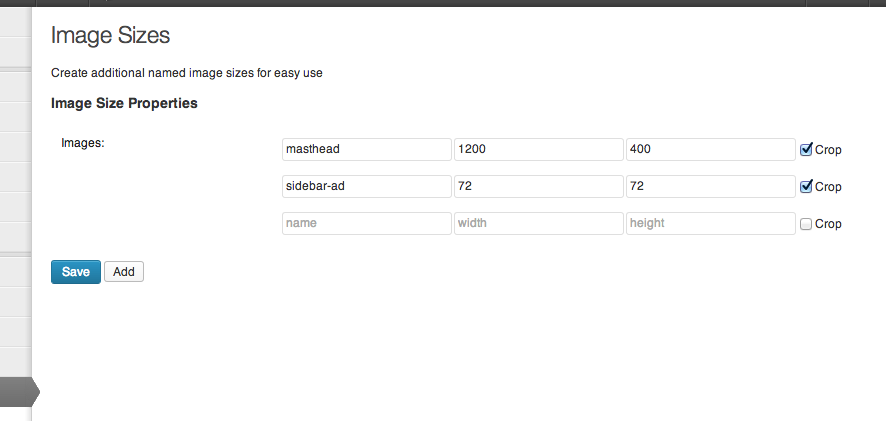 Image Sizes
Create additional named image sizes for easy use
Image Size Properties
Images: masthead 1200 400 Crop
sidebar-ad 72 72 Crop
name width height Crop
Save Add